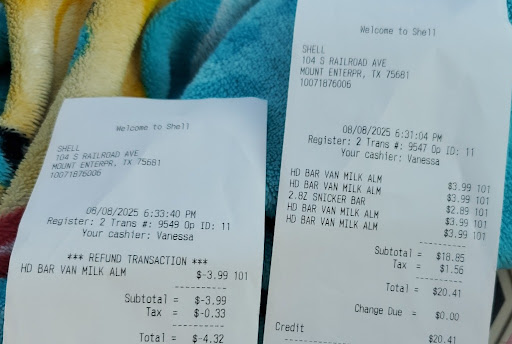 Welcome to Shell
SHELL
104 S RAILROAD AVE
MOUNT ENTERPR, TX 75681
10071876006
08/08/2025 6:33:40 PM
Register: 2 Trans #: 9549 Op ID: 11
Your cashier: Vanessa
*** REFUND TRANSACTION ***
HD BAR VAN MILK ALM $-3.99 101
----------
Subtotal = $-3.99
Tax = $-0.33
----------
Total = $-4.32
Welcome to Shell
SHELL
104 S RAILROAD AVE
MOUNT ENTERPR, TX 75681
10071876006
08/08/2025 6:31:04 PM
Register: 2 Trans #: 9547 Op ID: 11
Your cashier: Vanessa
HD BAR VAN MILK ALM $3.99 101
HD BAR VAN MILK ALM $3.99 101
2.8Z SNICKER BAR $2.89 101
HD BAR VAN MILK ALM $3.99 101
HD BAR VAN MILK ALM $3.99 101
----------
Subtotal = $18.85
Tax = $1.56
----------
Total = $20.41
Change Due = $0.00
Credit $20.41
----------